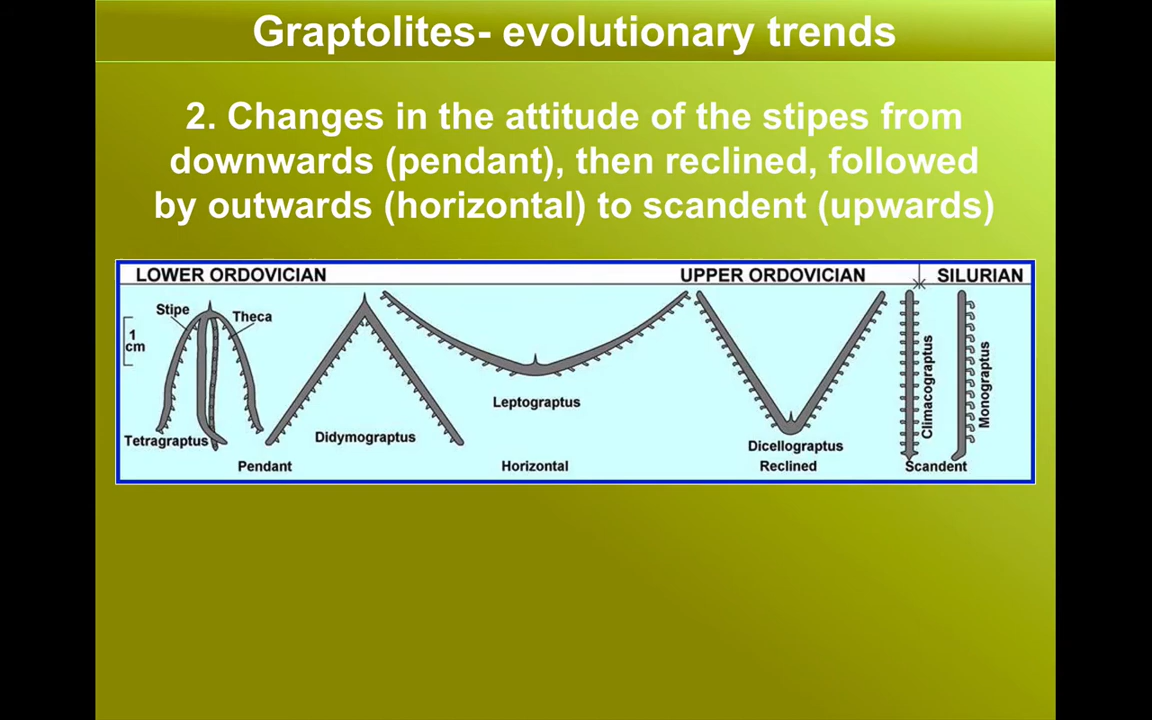 Graptolites- evolutionary trends
2. Changes in the attitude of the stipes from
downwards (pendant), then reclined, followed
by outwards (horizontal) to scandent (upwards)
LOWER ORDOVICIAN
UPPER ORDOVICIAN
SILURIAN
Stipe
Theca
1
cm
Tetragraptus
Didymograptus
Pendant
Leptograptus
Horizontal
Dicellograptus
Reclined
Climacograptus
Monograptus
Scandent